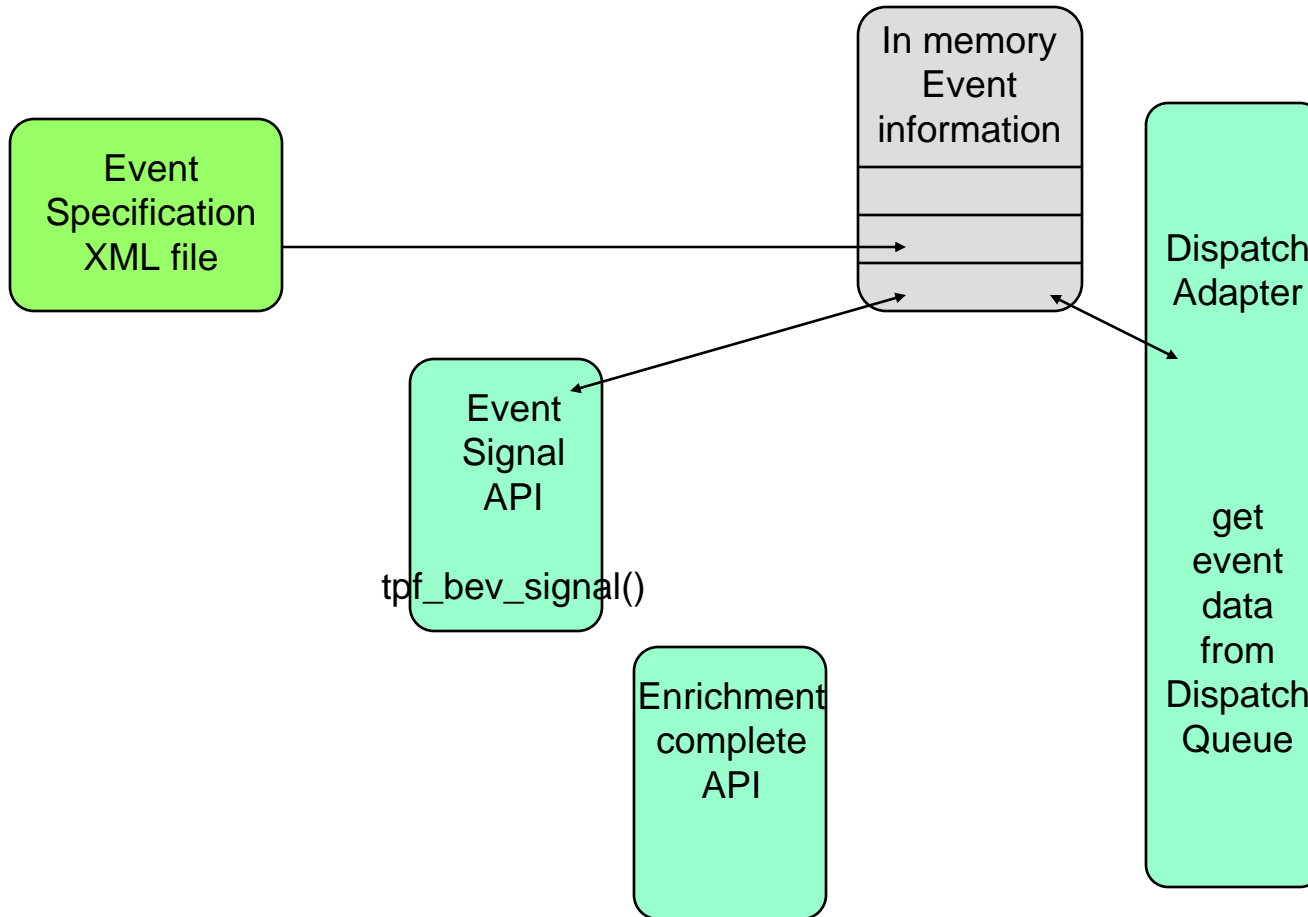 In memory
Event
information
Event
Specification
XML file
Dispatch
Adapter
Event
Signal
API
tpf_bev_signal()
get
event
data
from
Dispatch
Queue
Enrichment
complete
API